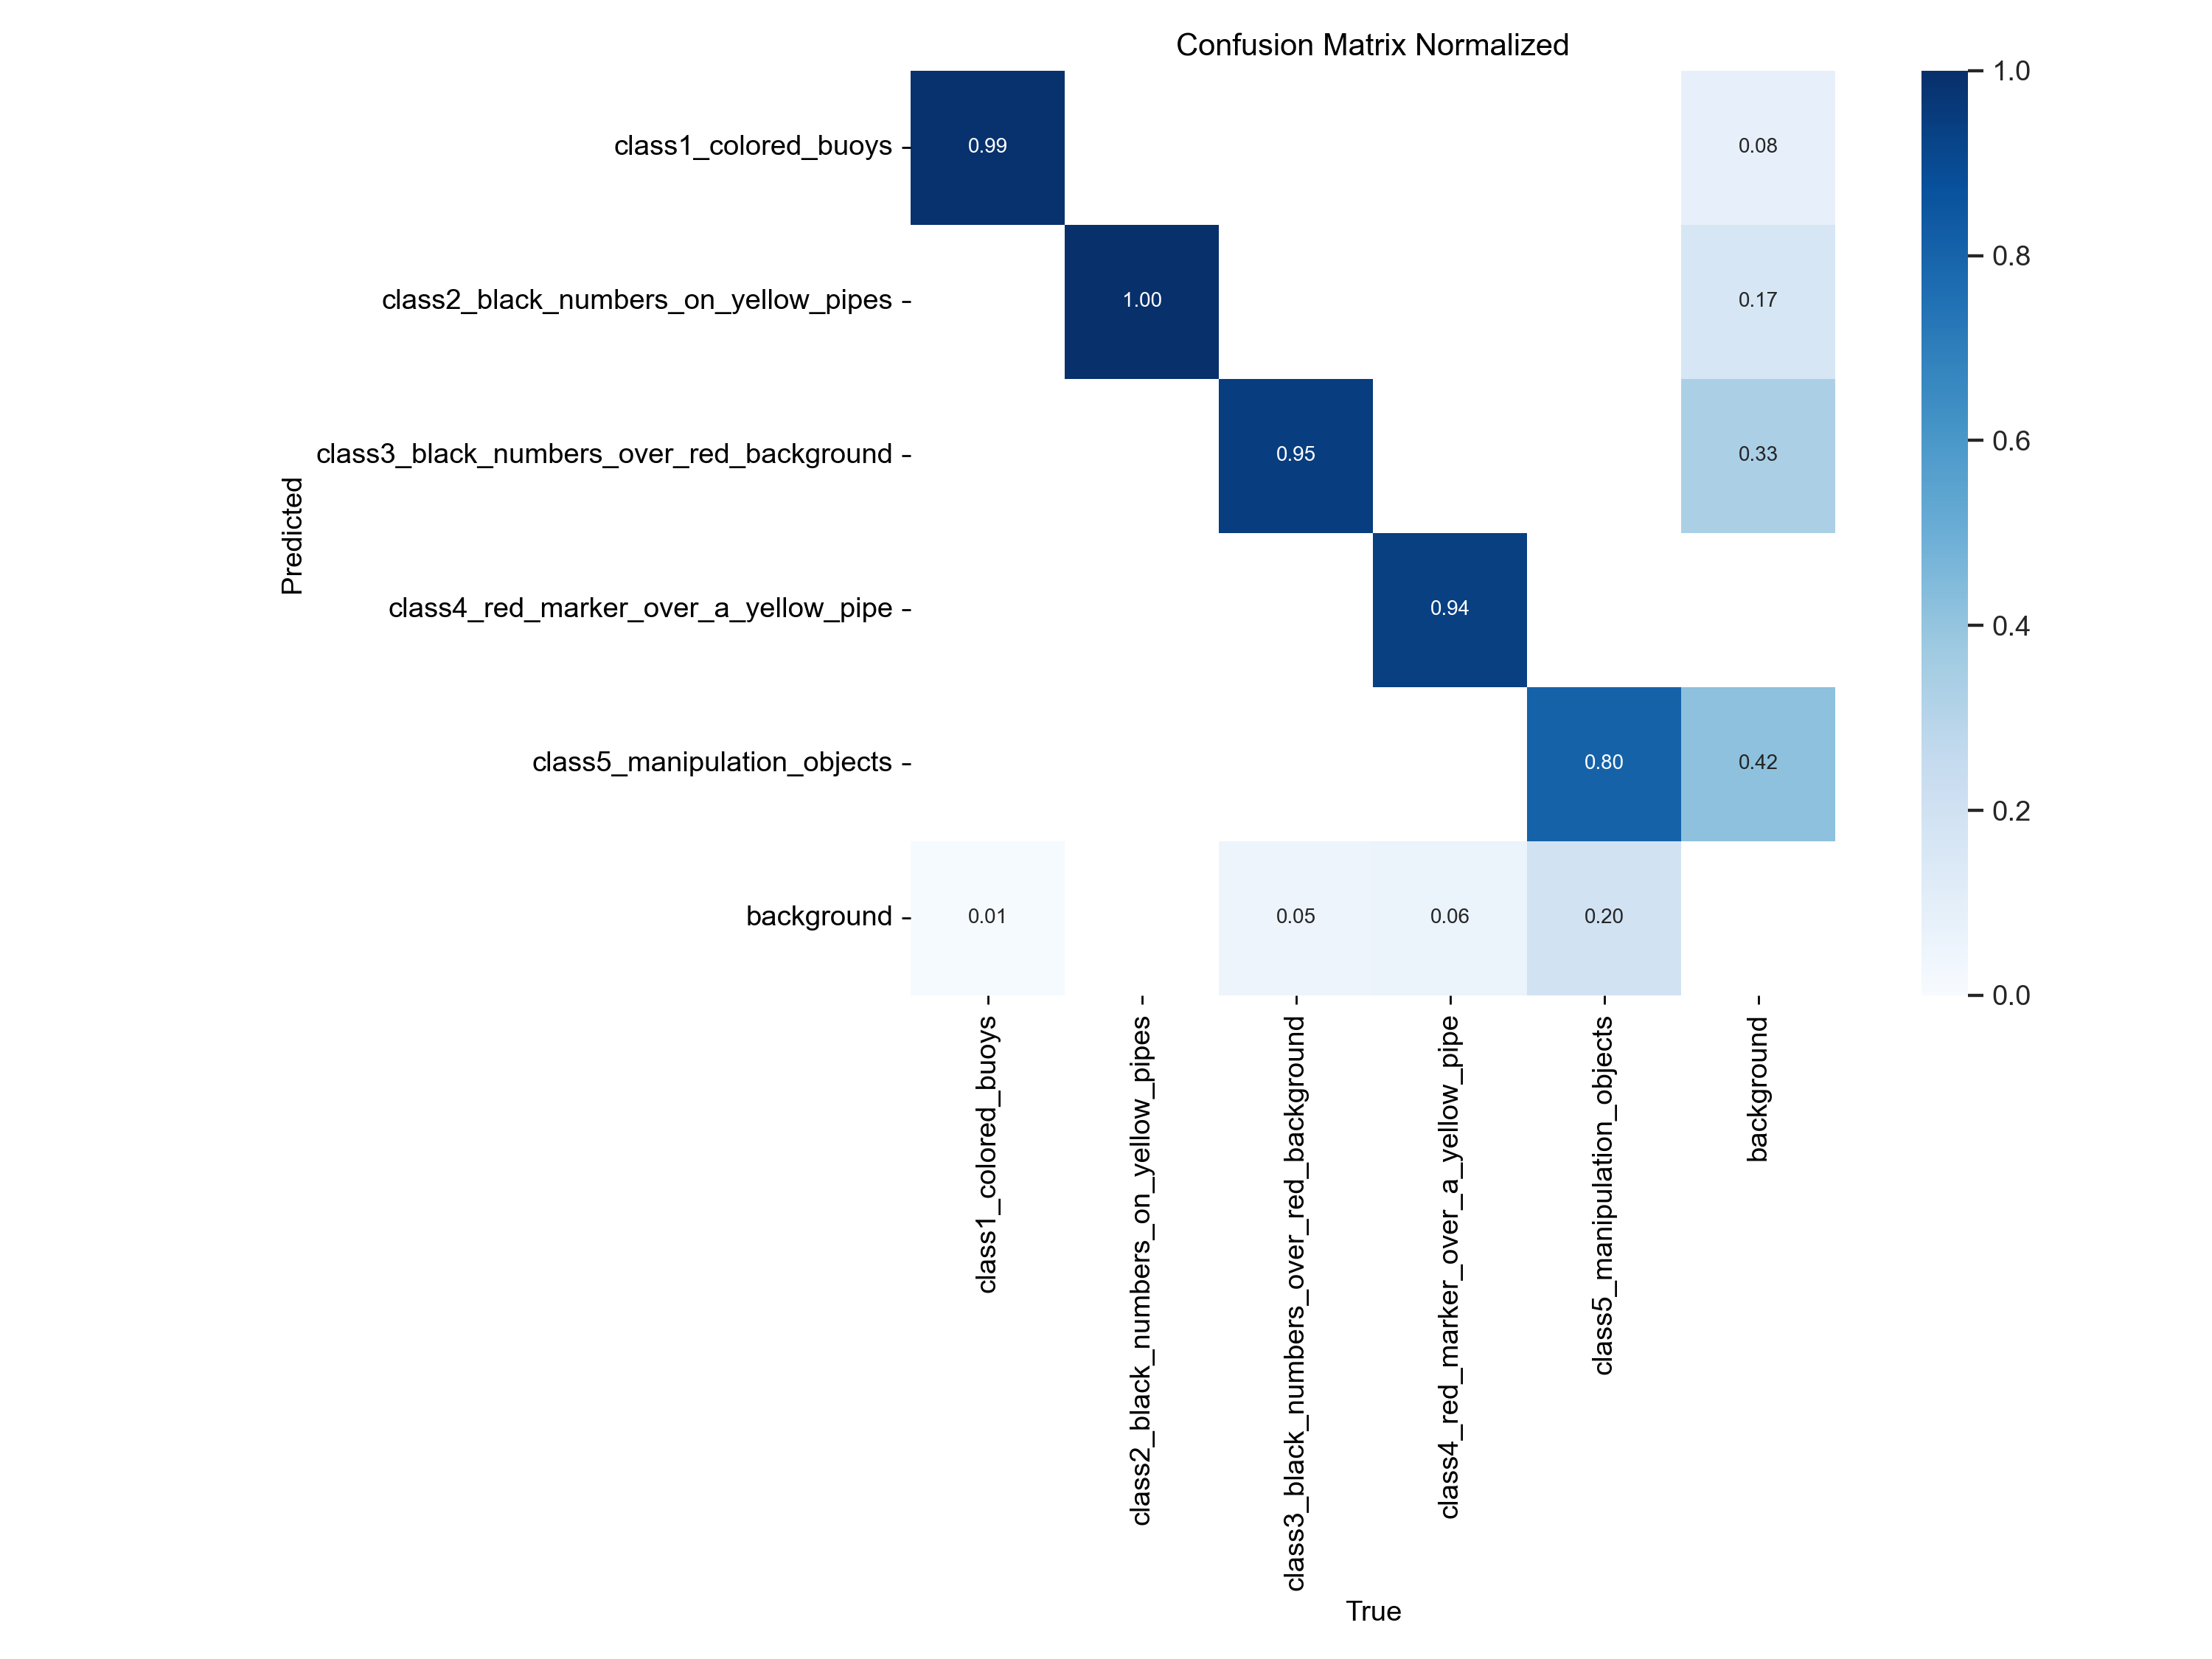 Confusion Matrix Normalized
class1_colored_buoys
0.99
0.08
class2_black_numbers_on_yellow_pipes
1.00
0.17
class3_black_numbers_over_red_background
0.95
0.33
class4_red_marker_over_a_yellow_pipe
0.94
class5_manipulation_objects
0.80
0.42
background
0.01
0.05
0.06
0.20
Predicted
class1_colored_buoys
class2_black_numbers_on_yellow_pipes
class3_black_numbers_over_red_background
class4_red_marker_over_a_yellow_pipe
class5_manipulation_objects
background
True
1.0
0.8
0.6
0.4
0.2
0.0